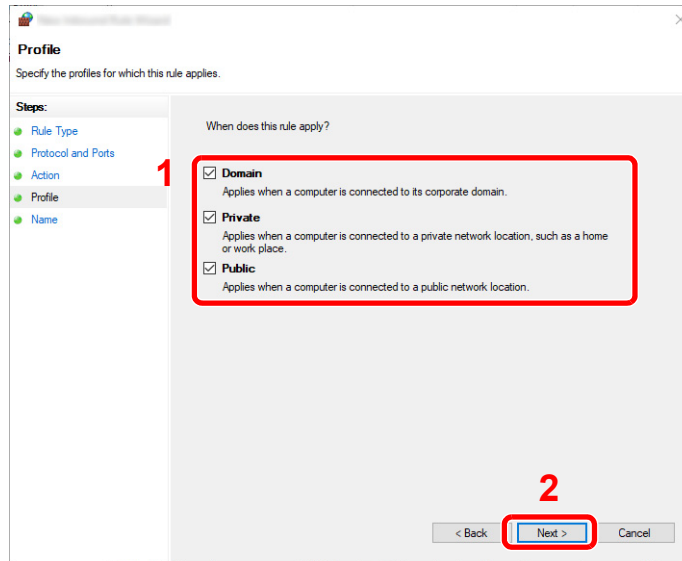 Profile
Specify the profiles for which this rule applies.
Steps:
Rule Type
Protocol and Ports
Action
Profile
Name
When does this rule apply?
1
Domain
Applies when a computer is connected to its corporate domain.
Private
Applies when a computer is connected to a private network location, such as a home
or work place.
Public
Applies when a computer is connected to a public network location.
2
< Back Next > Cancel